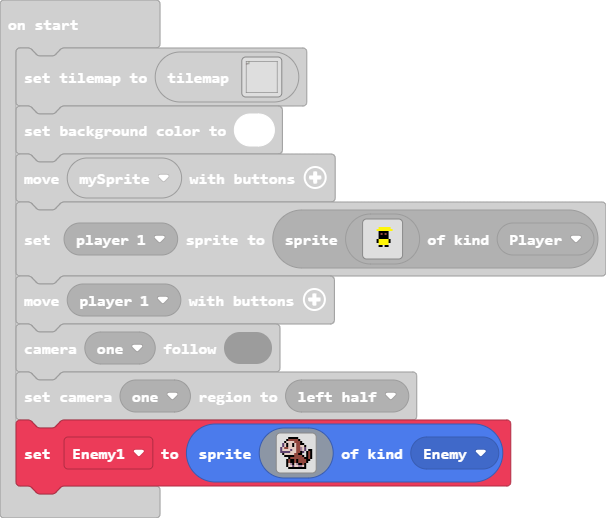 on start
set tilemap to tilemap
set background color to
move mySprite with buttons
set player 1 sprite to sprite of kind Player
move player 1 with buttons
camera one follow
set camera one region to left half
set Enemy1 to sprite of kind Enemy